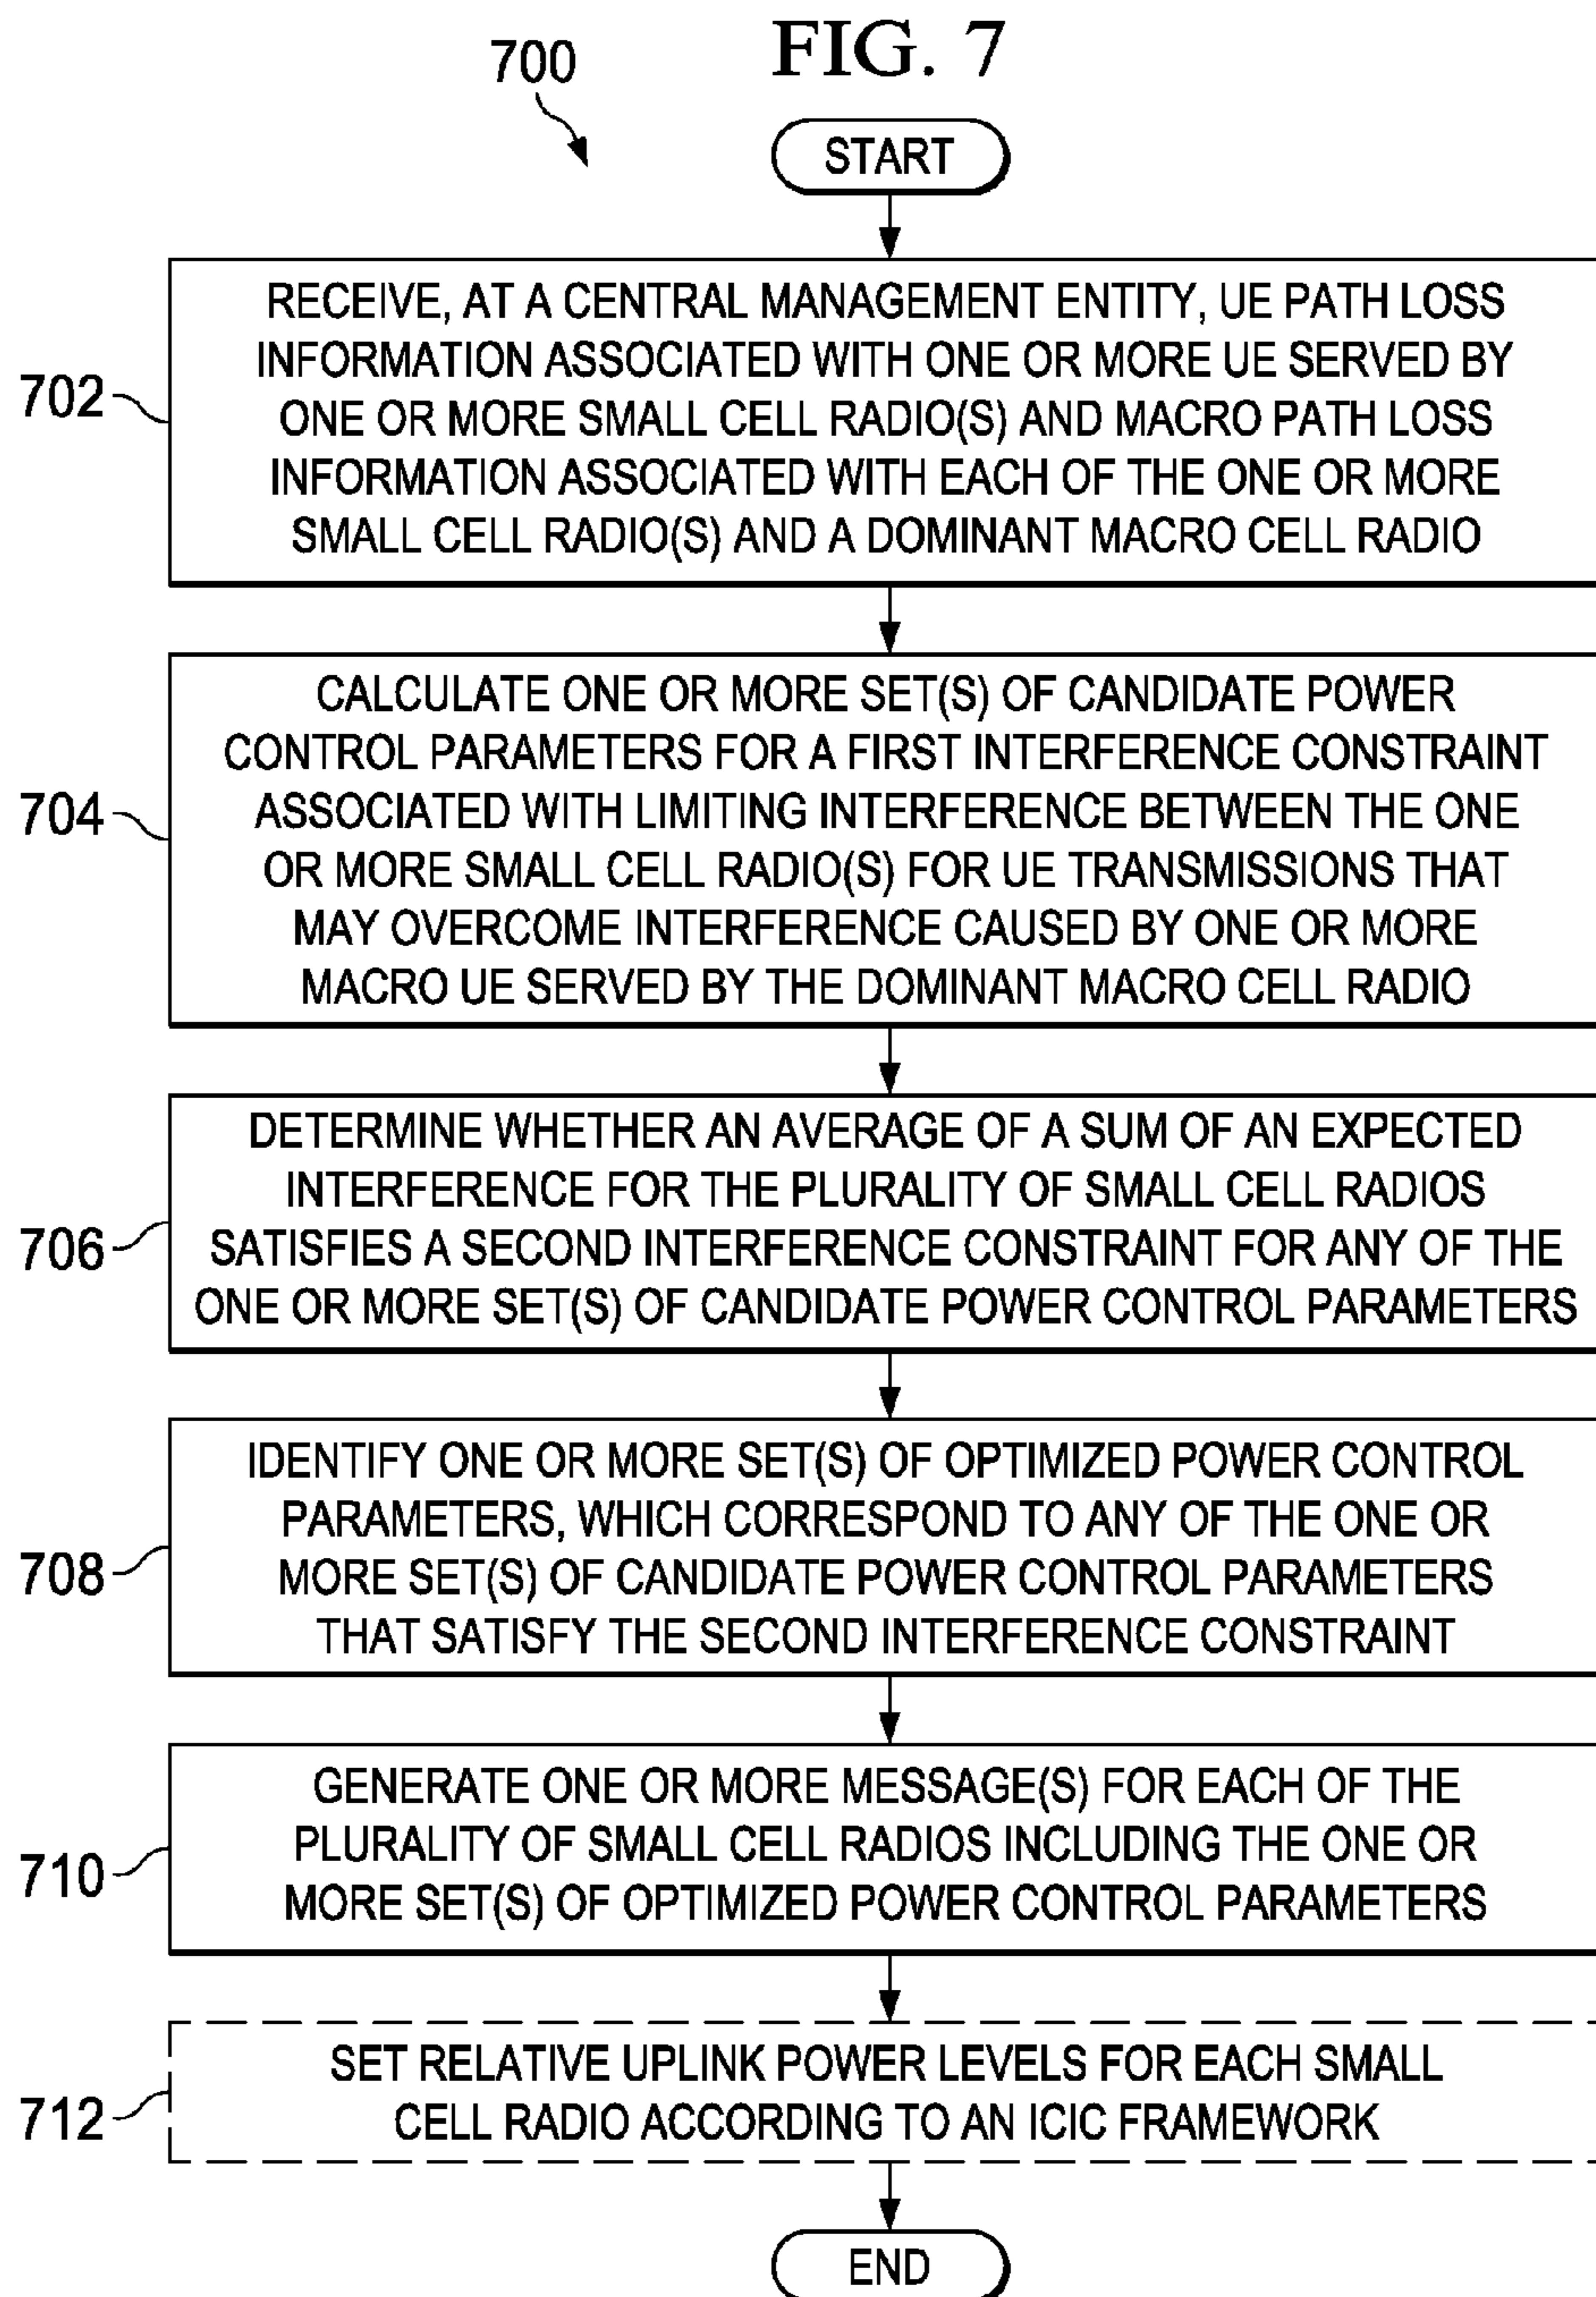 FIG. 7
700
START
702
RECEIVE, AT A CENTRAL MANAGEMENT ENTITY, UE PATH LOSS
INFORMATION ASSOCIATED WITH ONE OR MORE UE SERVED BY
ONE OR MORE SMALL CELL RADIO(S) AND MACRO PATH LOSS
INFORMATION ASSOCIATED WITH EACH OF THE ONE OR MORE
SMALL CELL RADIO(S) AND A DOMINANT MACRO CELL RADIO
704
CALCULATE ONE OR MORE SET(S) OF CANDIDATE POWER
CONTROL PARAMETERS FOR A FIRST INTERFERENCE CONSTRAINT
ASSOCIATED WITH LIMITING INTERFERENCE BETWEEN THE ONE
OR MORE SMALL CELL RADIO(S) FOR UE TRANSMISSIONS THAT
MAY OVERCOME INTERFERENCE CAUSED BY ONE OR MORE
MACRO UE SERVED BY THE DOMINANT MACRO CELL RADIO
706
DETERMINE WHETHER AN AVERAGE OF A SUM OF AN EXPECTED
INTERFERENCE FOR THE PLURALITY OF SMALL CELL RADIOS
SATISFIES A SECOND INTERFERENCE CONSTRAINT FOR ANY OF THE
ONE OR MORE SET(S) OF CANDIDATE POWER CONTROL PARAMETERS
708
IDENTIFY ONE OR MORE SET(S) OF OPTIMIZED POWER CONTROL
PARAMETERS, WHICH CORRESPOND TO ANY OF THE ONE OR
MORE SET(S) OF CANDIDATE POWER CONTROL PARAMETERS
THAT SATISFY THE SECOND INTERFERENCE CONSTRAINT
710
GENERATE ONE OR MORE MESSAGE(S) FOR EACH OF THE
PLURALITY OF SMALL CELL RADIOS INCLUDING THE ONE OR
MORE SET(S) OF OPTIMIZED POWER CONTROL PARAMETERS
712
SET RELATIVE UPLINK POWER LEVELS FOR EACH SMALL
CELL RADIO ACCORDING TO AN ICIC FRAMEWORK
END